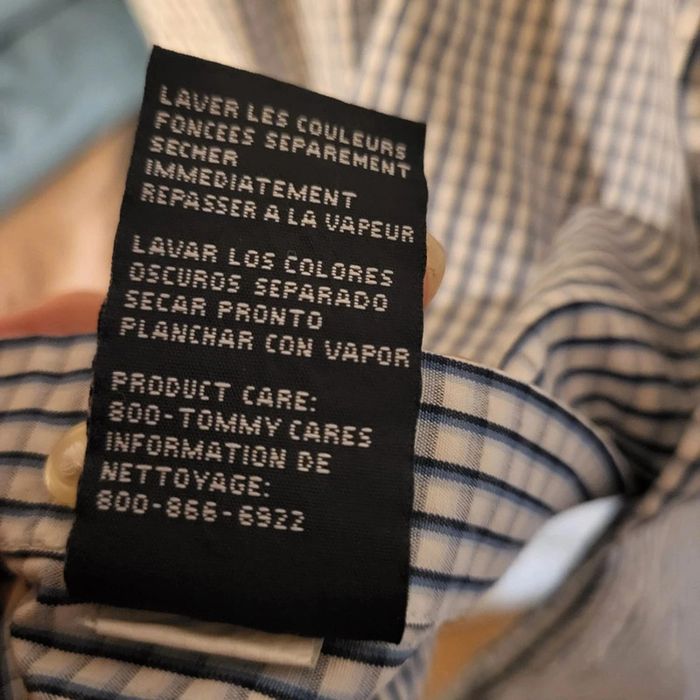 LAVER LES COULEURS
FONCEES SEPAREMENT
SECHER
IMMEDIATEMENT
REPASSER A LA VAPEUR
LAVAR LOS COLORES
OSCUROS SEPARADO
SECAR PRONTO
PLANCHAR CON VAPOR
PRODUCT CARE:
800-TOMMY CARES
INFORMATION DE
NETTOYAGE:
800-866-6922